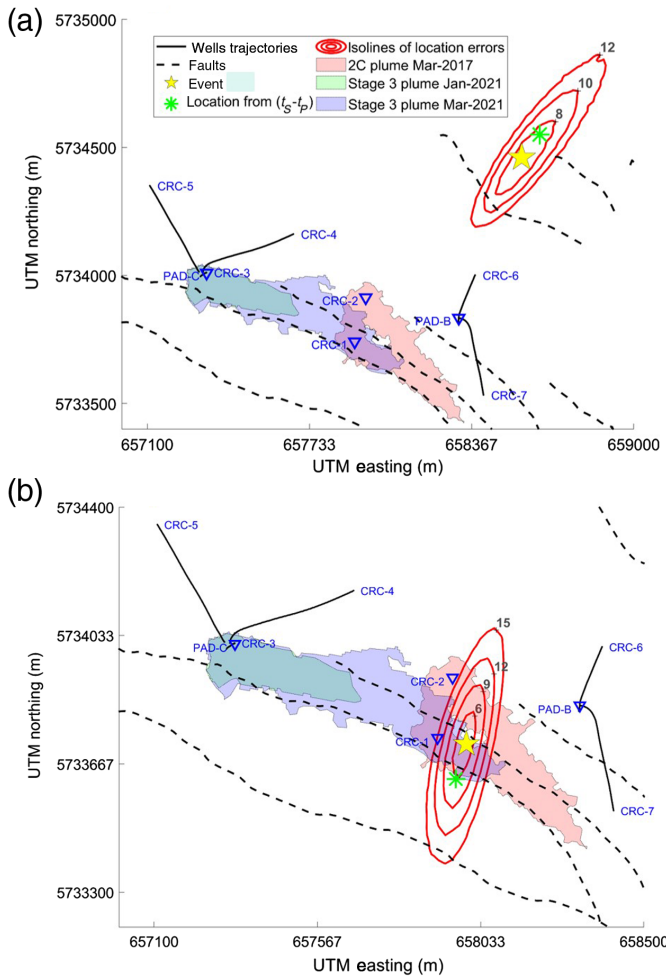 (a)
5735000
5734500
5734000
5733500
UTM northing (m)
Wells trajectories
Faults
Event
Location from (tS-tP)
Isolines of location errors
2C plume Mar-2017
Stage 3 plume Jan-2021
Stage 3 plume Mar-2021
12
10
8
CRC-5
CRC-4
PAD-C
CRC-3
CRC-2
CRC-1
CRC-6
PAD-B
CRC-7
657100
657733
658367
659000
UTM easting (m)
(b)
5734400
5734033
5733667
5733300
UTM northing (m)
CRC-5
CRC-4
PAD-C
CRC-3
15
12
9
6
CRC-2
CRC-1
CRC-6
PAD-B
CRC-7
657100
657567
658033
658500
UTM easting (m)